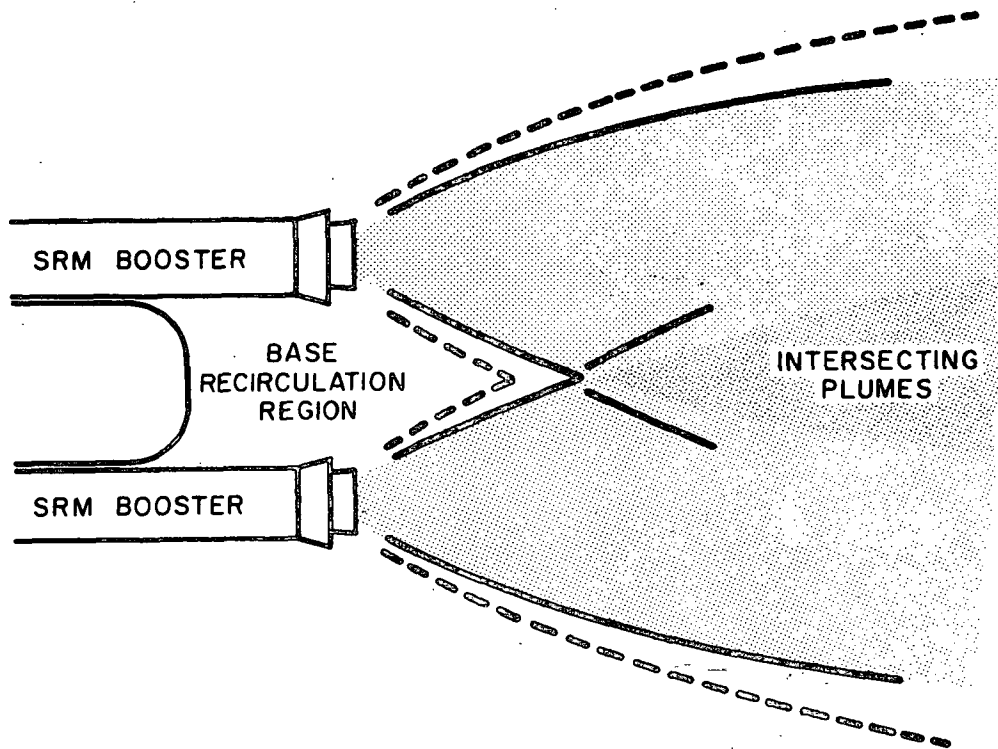 SRM BOOSTER
BASE
RECIRCULATION
REGION
INTERSECTING
PLUMES
SRM BOOSTER